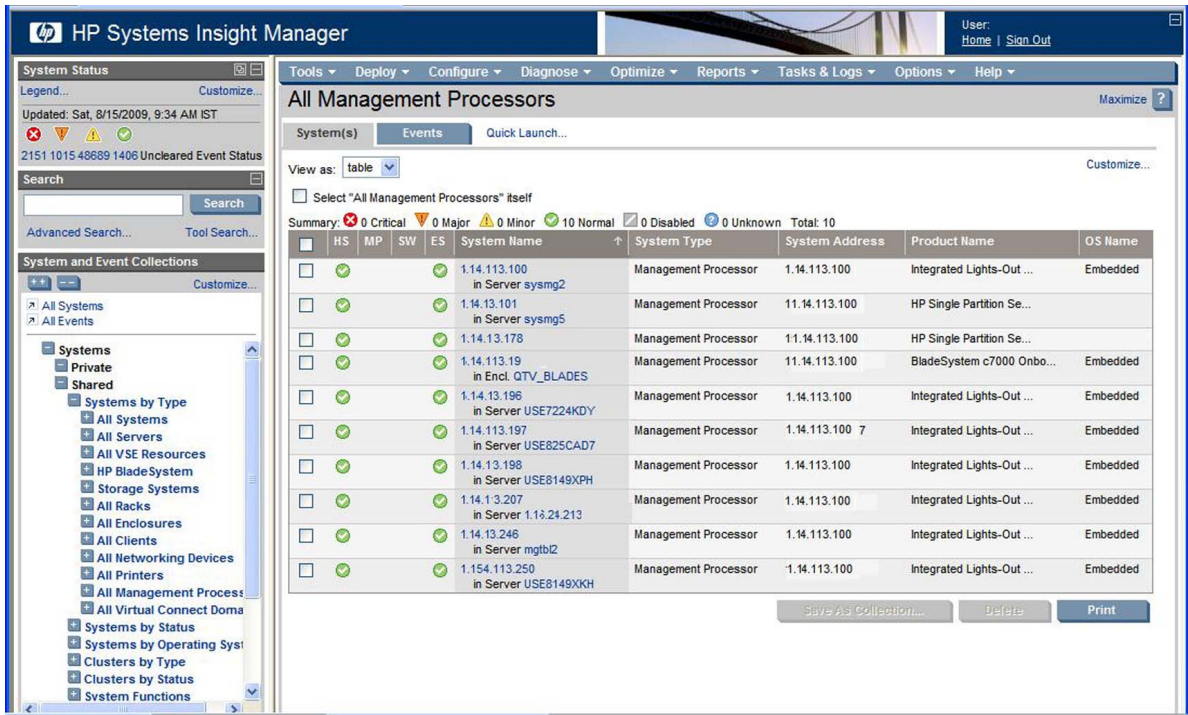 hp HP Systems Insight Manager
User:
Home | Sign Out
System Status
Legend... Customize...
Updated: Sat, 8/15/2009, 9:34 AM IST
2151 1015 48689 1406 Uncleared Event Status
Search
Search
Advanced Search... Tool Search...
System and Event Collections
Customize...
All Systems
All Events
Systems
Private
Shared
Systems by Type
All Systems
All Servers
All VSE Resources
HP BladeSystem
Storage Systems
All Racks
All Enclosures
All Clients
All Networking Devices
All Printers
All Management Process
All Virtual Connect Doma
Systems by Status
Systems by Operating Syst
Clusters by Type
Clusters by Status
System Functions
Tools Deploy Configure Diagnose Optimize Reports Tasks & Logs Options Help
All Management Processors
Maximize ?
System(s) Events Quick Launch...
View as: table Customize...
Select "All Management Processors" itself
Summary: 0 Critical 0 Major 0 Minor 10 Normal 0 Disabled 0 Unknown Total: 10
HS MP SW ES System Name System Type System Address Product Name OS Name
1.14.113.100 Management Processor 1.14.113.100 Integrated Lights-Out ... Embedded
in Server sysmg2
1.14.13.101 Management Processor 11.14.113.100 HP Single Partition Se...
in Server sysmg5
1.14.13.178 Management Processor 11.14.113.100 HP Single Partition Se...
1.14.113.19 Management Processor 11.14.113.100 BladeSystem c7000 Onbo... Embedded
in Encl. QTV_BLADES
1.14.13.196 Management Processor 1.14.113.100 Integrated Lights-Out ... Embedded
in Server USE7224KDY
1.14.113.197 Management Processor 1.14.113.100 7 Integrated Lights-Out ... Embedded
in Server USE825CAD7
1.14.13.198 Management Processor 1.14.113.100 Integrated Lights-Out ... Embedded
in Server USE8149XPH
1.14.1 3.207 Management Processor 1.14.113.100 Integrated Lights-Out ... Embedded
in Server 1.16.24.213
1.14.13.246 Management Processor 1.14.113.100 Integrated Lights-Out ... Embedded
in Server mgtbl2
1.154.113.250 Management Processor 1.14.113.100 Integrated Lights-Out ... Embedded
in Server USE8149XKH
Save As Collection... Delete Print